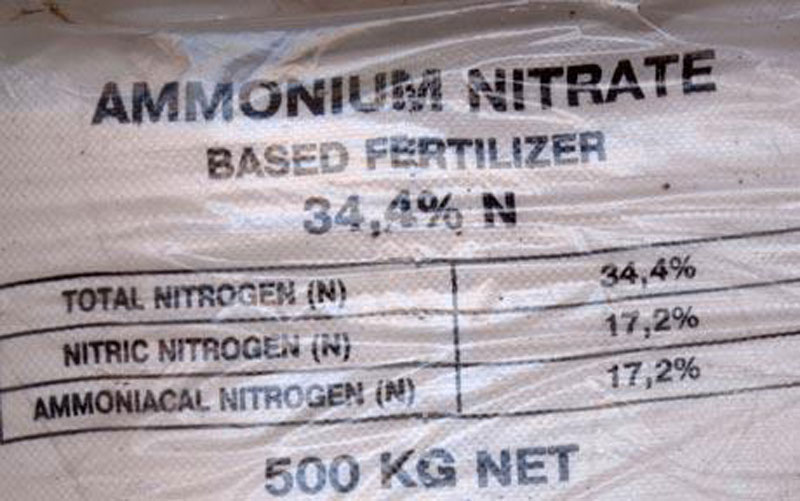 AMMONIUM NITRATE
BASED FERTILIZER
34,4% N
TOTAL NITROGEN (N) 34,4%
NITRIC NITROGEN (N) 17,2%
AMMONIACAL NITROGEN (N) 17,2%
500 KG NET